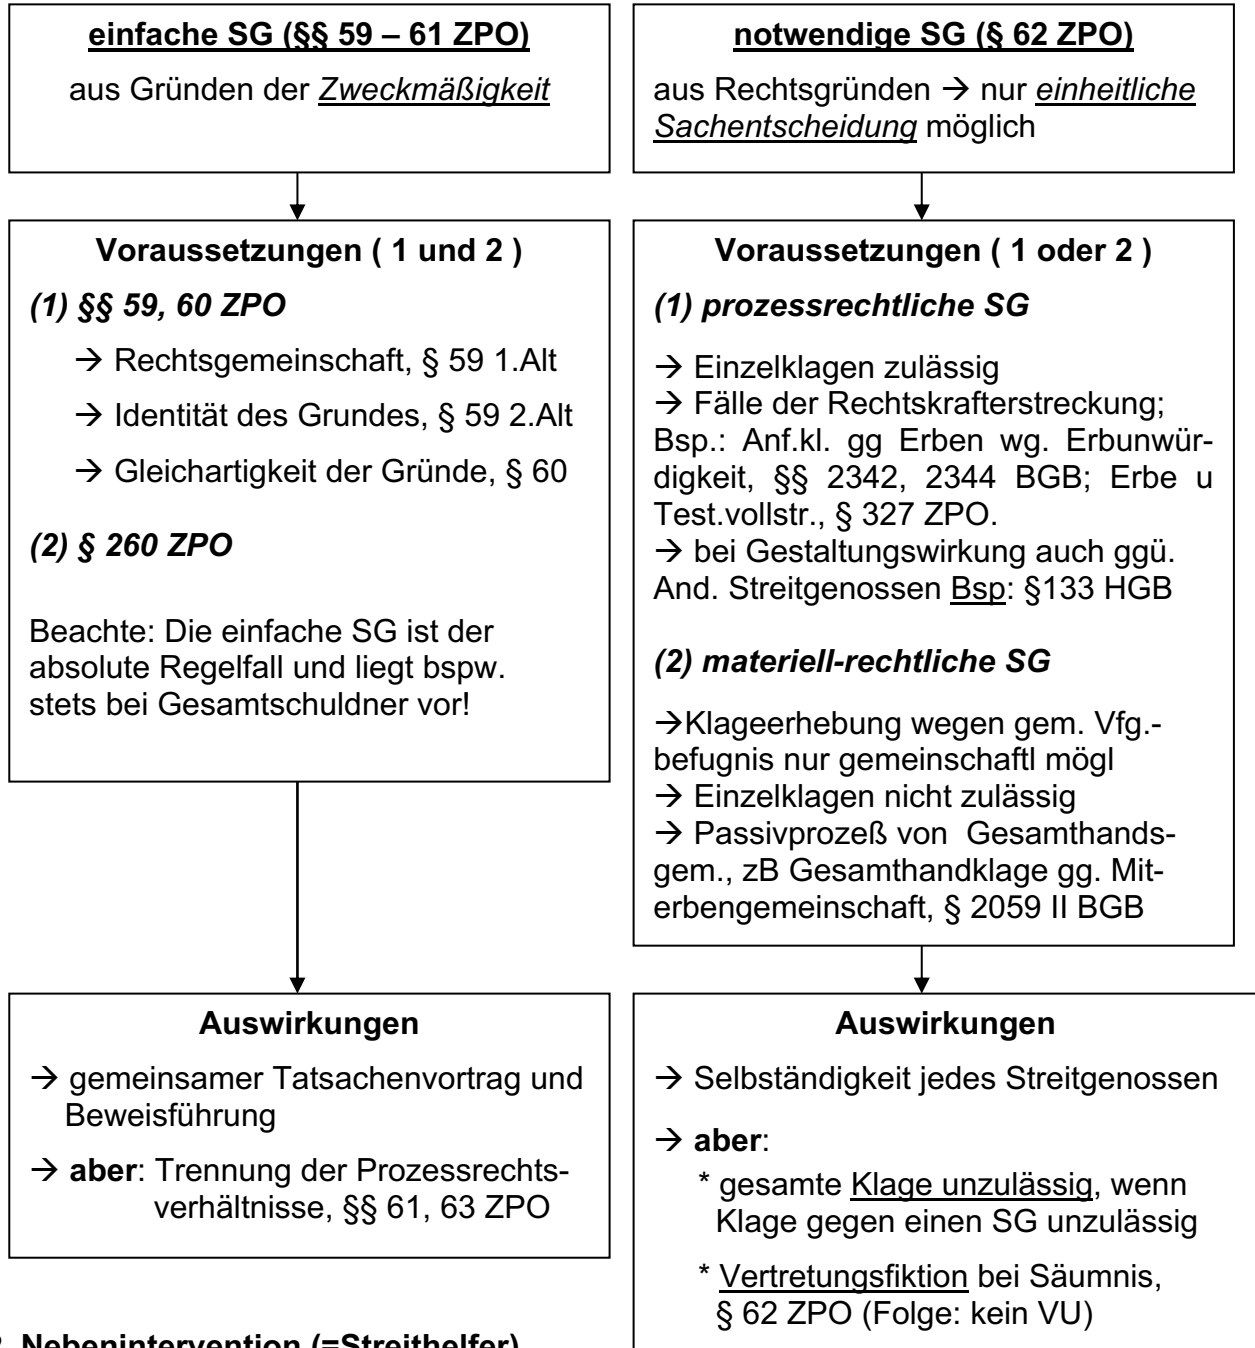 einfache SG (§§ 59 – 61 ZPO)
aus Gründen der Zweckmäßigkeit
notwendige SG (§ 62 ZPO)
aus Rechtsgründen → nur einheitliche
Sachentscheidung möglich
Voraussetzungen ( 1 und 2 )
(1) §§ 59, 60 ZPO
→ Rechtsgemeinschaft, § 59 1.Alt
→ Identität des Grundes, § 59 2.Alt
→ Gleichartigkeit der Gründe, § 60
(2) § 260 ZPO
Beachte: Die einfache SG ist der
absolute Regelfall und liegt bspw.
stets bei Gesamtschuldner vor!
Voraussetzungen ( 1 oder 2 )
(1) prozessrechtliche SG
→ Einzelklagen zulässig
→ Fälle der Rechtskrafterstreckung;
Bsp.: Anf.kl. gg Erben wg. Erbunwür-
digkeit, §§ 2342, 2344 BGB; Erbe u
Test.vollstr., § 327 ZPO.
→ bei Gestaltungswirkung auch ggü.
And. Streitgenossen Bsp: §133 HGB
(2) materiell-rechtliche SG
→Klageerhebung wegen gem. Vfg.-
befugnis nur gemeinschaftl mögl
→ Einzelklagen nicht zulässig
→ Passivprozeß von Gesamthands-
gem., zB Gesamthandklage gg. Mit-
erbengemeinschaft, § 2059 II BGB
Auswirkungen
→ gemeinsamer Tatsachenvortrag und
Beweisführung
→ aber: Trennung der Prozessrechts-
verhältnisse, §§ 61, 63 ZPO
Auswirkungen
→ Selbständigkeit jedes Streitgenossen
→ aber:
* gesamte Klage unzulässig, wenn
Klage gegen einen SG unzulässig
* Vertretungsfiktion bei Säumnis,
§ 62 ZPO (Folge: kein VU)
Nebenintervention (=Streithelfer)